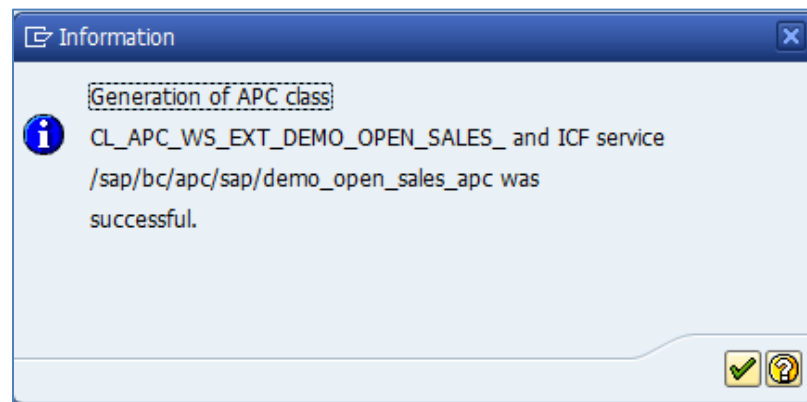 Information
Generation of APC class
CL_APC_WS_EXT_DEMO_OPEN_SALES_ and ICF service
/sap/bc/apc/sap/demo_open_sales_apc was
successful.